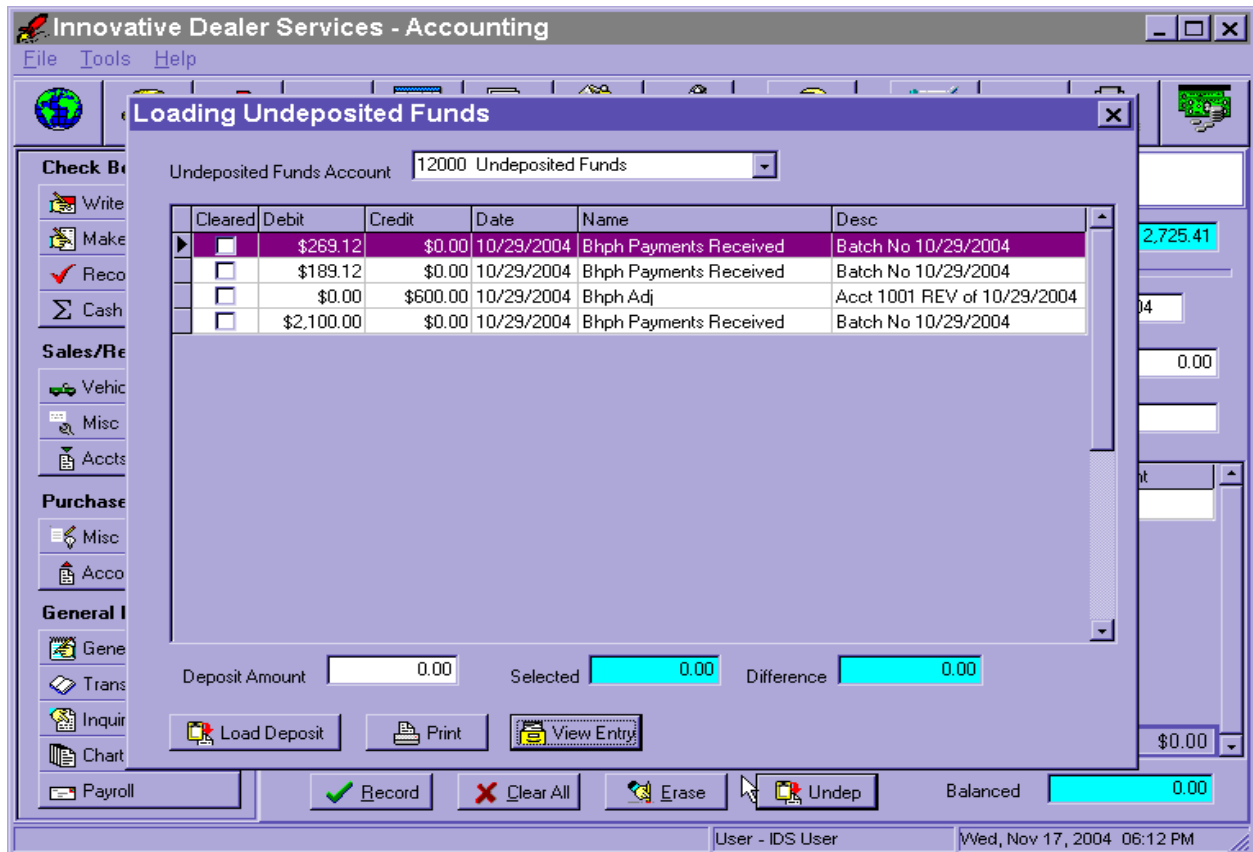 Innovative Dealer Services - Accounting
File Tools Help
Loading Undeposited Funds
Undeposited Funds Account 12000 Undeposited Funds
Cleared Debit Credit Date Name Desc
$269.12 $0.00 10/29/2004 Bhph Payments Received Batch No 10/29/2004
$189.12 $0.00 10/29/2004 Bhph Payments Received Batch No 10/29/2004
$0.00 $600.00 10/29/2004 Bhph Adj Acct 1001 REV of 10/29/2004
$2,100.00 $0.00 10/29/2004 Bhph Payments Received Batch No 10/29/2004
Deposit Amount 0.00 Selected 0.00 Difference 0.00
Load Deposit Print View Entry
Check
Write
Make
Reco
Cash
Sales/Re
Vehic
Misc
Accts
Purchase
Misc
Acco
General
Gene
Trans
Inquir
Chart
Payroll
2,725.41
04
0.00
nt
$0.00
Record Clear All Erase Undep Balanced 0.00
User - IDS User Wed, Nov 17, 2004 06:12 PM